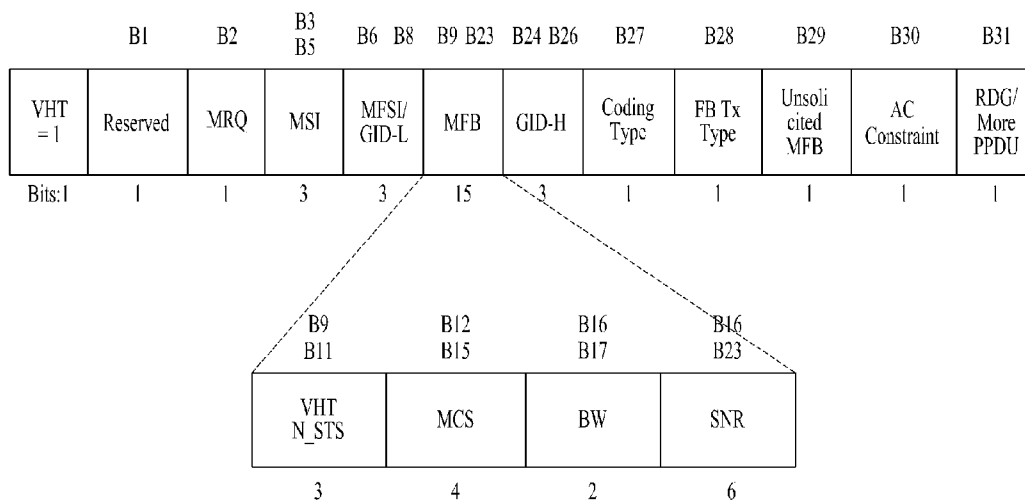 B1 B2 B3 B5 B6 B8 B9 B23 B24 B26 B27 B28 B29 B30 B31
VHT = 1
Reserved
MRQ
MSI
MFSI/ GID-L
MFB
GID-H
Coding Type
FB Tx Type
Unsoli cited MFB
AC Constraint
RDG/ More PPDU
Bits:1 1 1 3 3 15 3 1 1 1 1 1
B9 B11
B12 B15
B16 B17
B16 B23
VHT N_STS
MCS
BW
SNR
3 4 2 6